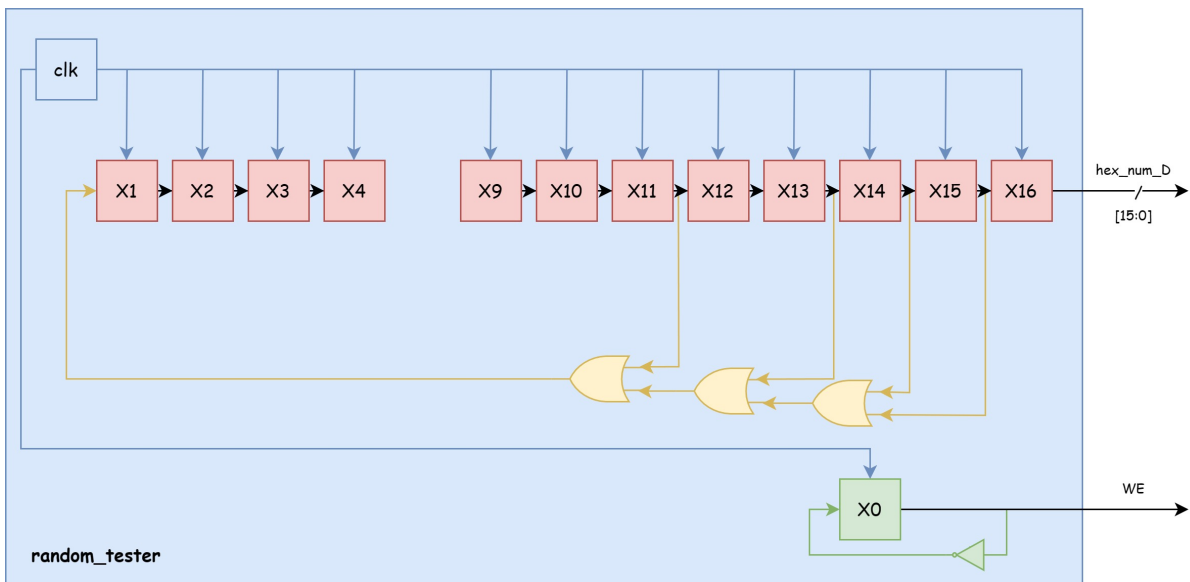 clk
X1
X2
X3
X4
X9
X10
X11
X12
X13
X14
X15
X16
hex_num_D
[15:0]
WE
X0
random_tester